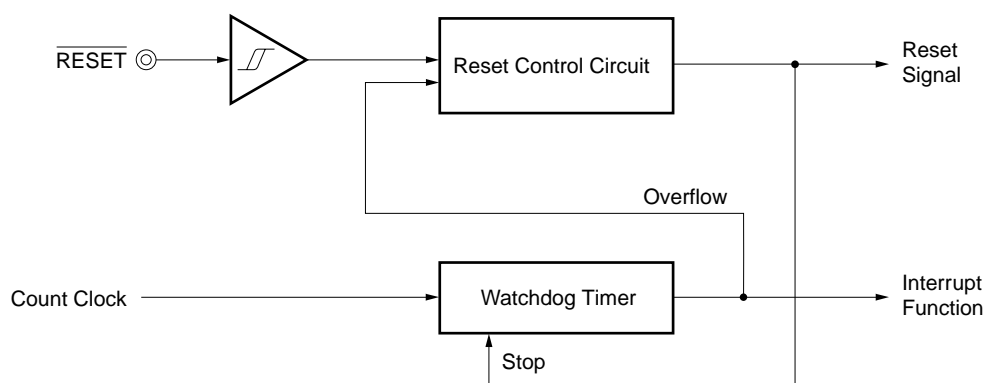 RESET
Reset Control Circuit
Reset
Signal
Overflow
Count Clock
Watchdog Timer
Interrupt
Function
Stop